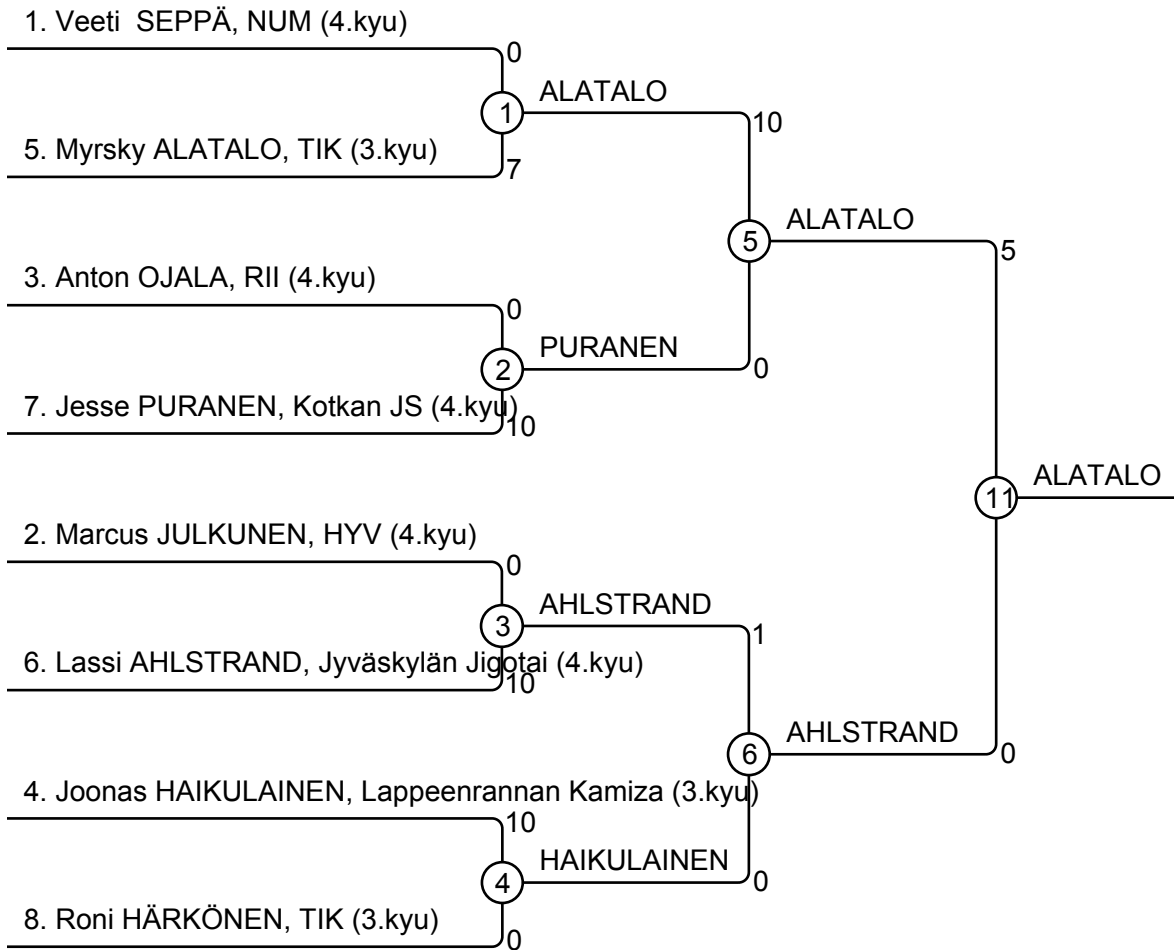 1. Veeti  SEPPÄ, NUM (4.kyu)
0
1
ALATALO
10
5. Myrsky ALATALO, TIK (3.kyu)
7
5
ALATALO
5
3. Anton OJALA, RII (4.kyu)
0
2
PURANEN
0
7. Jesse PURANEN, Kotkan JS (4.kyu)
10
11
ALATALO
2. Marcus JULKUNEN, HYV (4.kyu)
0
3
AHLSTRAND
1
6. Lassi AHLSTRAND, Jyväskylän Jigotai (4.kyu)
10
6
AHLSTRAND
0
4. Joonas HAIKULAINEN, Lappeenrannan Kamiza (3.kyu)
10
4
HAIKULAINEN
0
8. Roni HÄRKÖNEN, TIK (3.kyu)
0